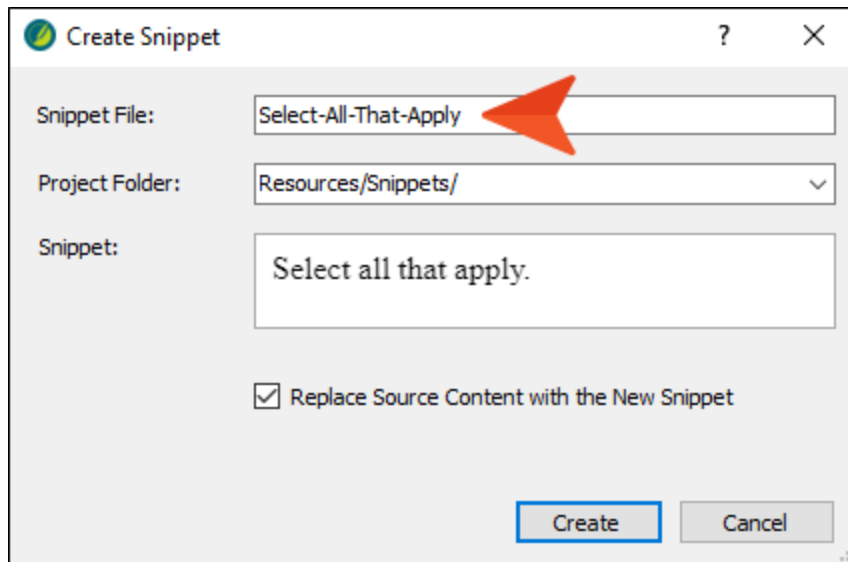 Create Snippet
Snippet File: Select-All-That-Apply
Project Folder: Resources/Snippets/
Snippet: Select all that apply.
Replace Source Content with the New Snippet
Create Cancel